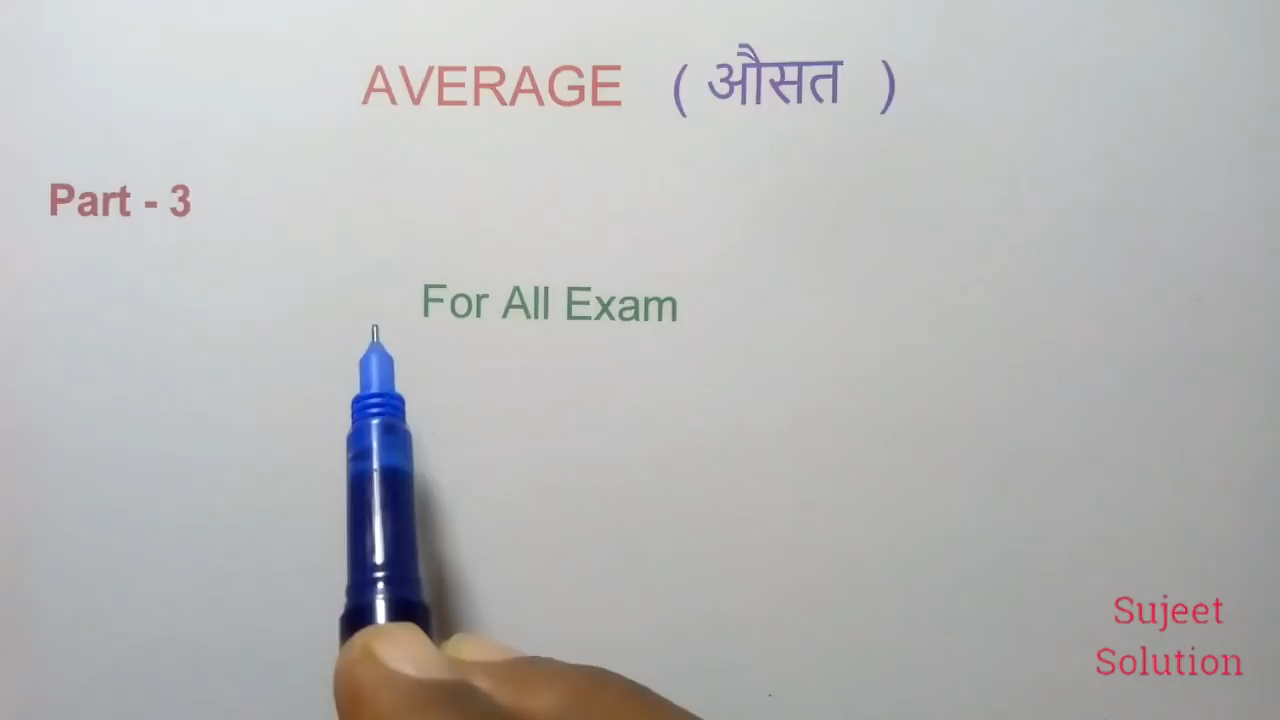 AVERAGE ( औसत )
Part - 3
For All Exam
Sujeet
Solution